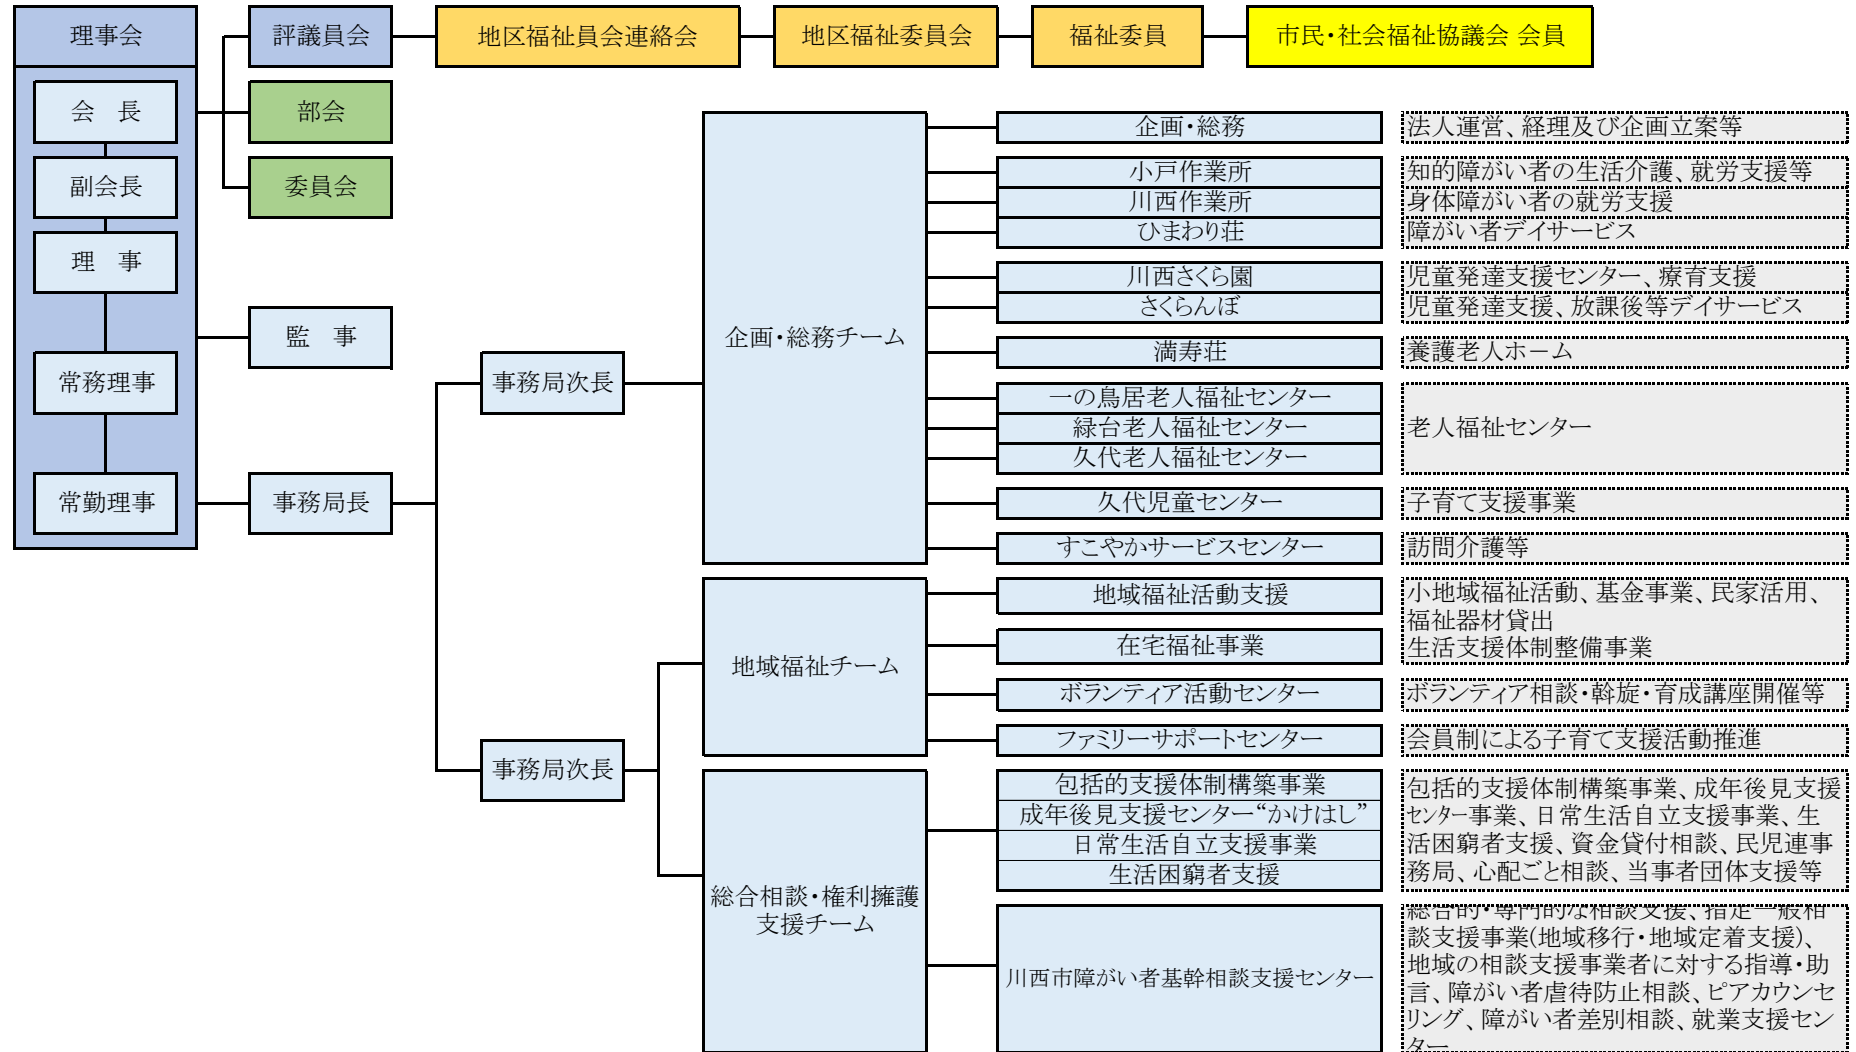 理事会
評議員会
地区福祉員会連絡会
地区福祉委員会
福祉委員
市民・社会福祉協議会 会員
会　長
部会
副会長
委員会
理　事
監　事
常務理事
常勤理事
事務局長
事務局次長
企画・総務チーム
企画・総務
法人運営、経理及び企画立案等
小戸作業所
知的障がい者の生活介護、就労支援等
川西作業所
身体障がい者の就労支援
ひまわり荘
障がい者デイサービス
川西さくら園
児童発達支援センター、療育支援
さくらんぼ
児童発達支援、放課後等デイサービス
満寿荘
養護老人ホーム
一の鳥居老人福祉センター
緑台老人福祉センター
久代老人福祉センター
老人福祉センター
久代児童センター
子育て支援事業
すこやかサービスセンター
訪問介護等
事務局次長
地域福祉チーム
地域福祉活動支援
在宅福祉事業
小地域福祉活動、基金事業、民家活用、
福祉器材貸出
生活支援体制整備事業
ボランティア活動センター
ボランティア相談・斡旋・育成講座開催等
ファミリーサポートセンター
会員制による子育て支援活動推進
総合相談・権利擁護
支援チーム
包括的支援体制構築事業
成年後見支援センター“かけはし”
日常生活自立支援事業
生活困窮者支援
包括的支援体制構築事業、成年後見支援
センター事業、日常生活自立支援事業、生
活困窮者支援、資金貸付相談、民児連事
務局、心配ごと相談、当事者団体支援等
川西市障がい者基幹相談支援センター
総合的・専門的な相談支援、指定一般相
談支援事業(地域移行・地域定着支援)、
地域の相談支援事業者に対する指導・助
言、障がい者虐待防止相談、ピアカウンセ
リング、障がい者差別相談、就業支援セン
ター